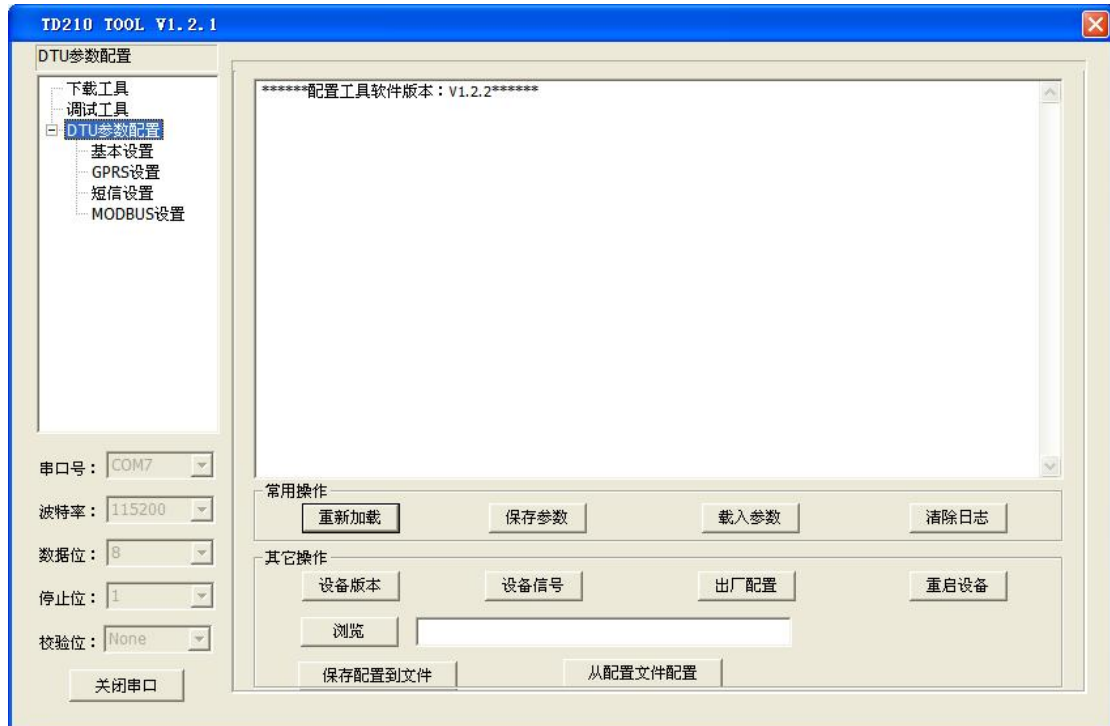 TD210 TOOL V1.2.1
DTU参数配置
下载工具
调试工具
DTU参数配置
基本设置
GPRS设置
短信设置
MODBUS设置
******配置工具软件版本：V1.2.2******
串口号： COM7
波特率： 115200
数据位： 8
停止位： 1
校验位： None
关闭串口
常用操作
重新加载 保存参数 载入参数 清除日志
其它操作
设备版本 设备信号 出厂配置 重启设备
浏览
保存配置到文件 从配置文件配置